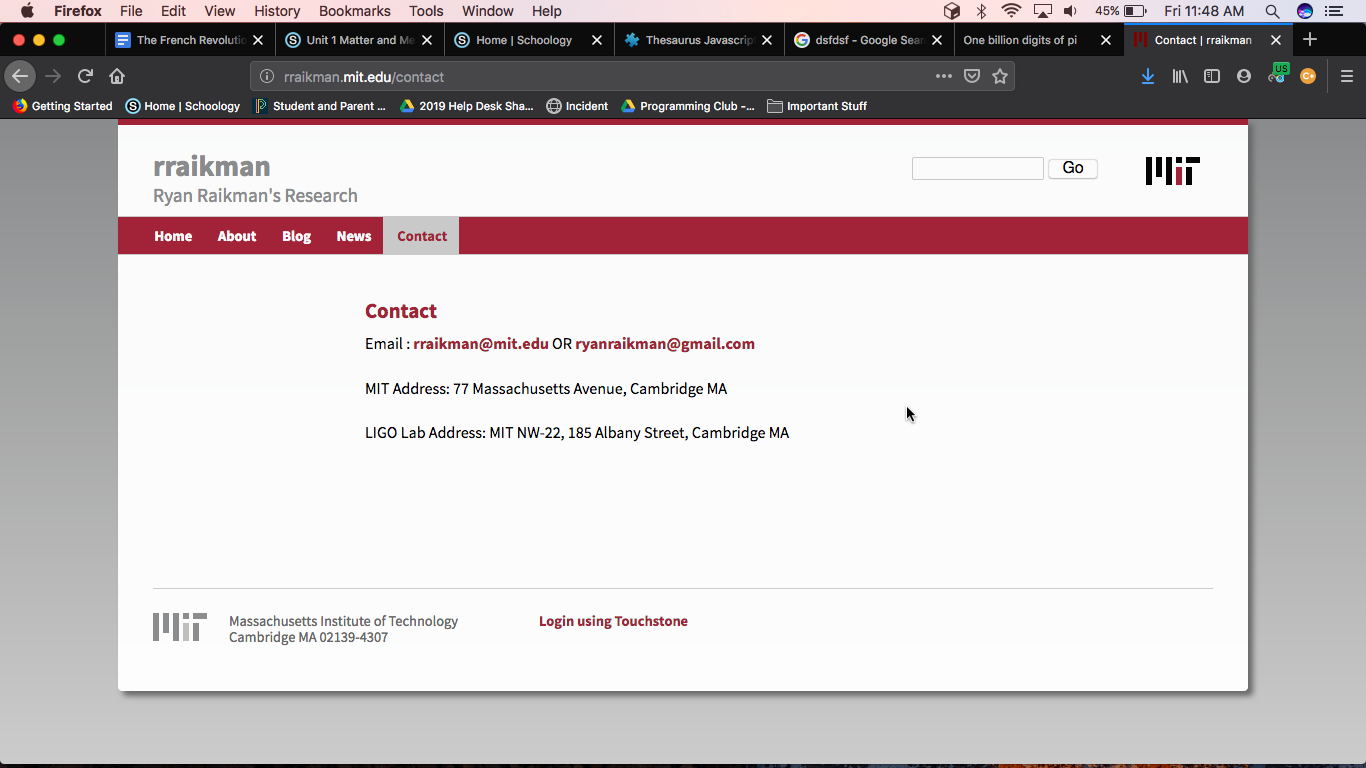 Firefox File Edit View History Bookmarks Tools Window Help 45% Fri 11:48 AM
The French Revolutio Unit 1 Matter and Me Home | Schoology Thesaurus Javascrip dsfdsf - Google Sear One billion digits of pi Contact | rraikman
rraikman.mit.edu/contact US C+
Getting Started Home | Schoology Student and Parent ... 2019 Help Desk Sha... Incident Programming Club -... Important Stuff
rraikman Go MIT
Ryan Raikman's Research
Home About Blog News Contact
Contact
Email : rraikman@mit.edu OR ryanraikman@gmail.com
MIT Address: 77 Massachusetts Avenue, Cambridge MA
LIGO Lab Address: MIT NW-22, 185 Albany Street, Cambridge MA
MIT Massachusetts Institute of Technology Login using Touchstone
Cambridge MA 02139-4307